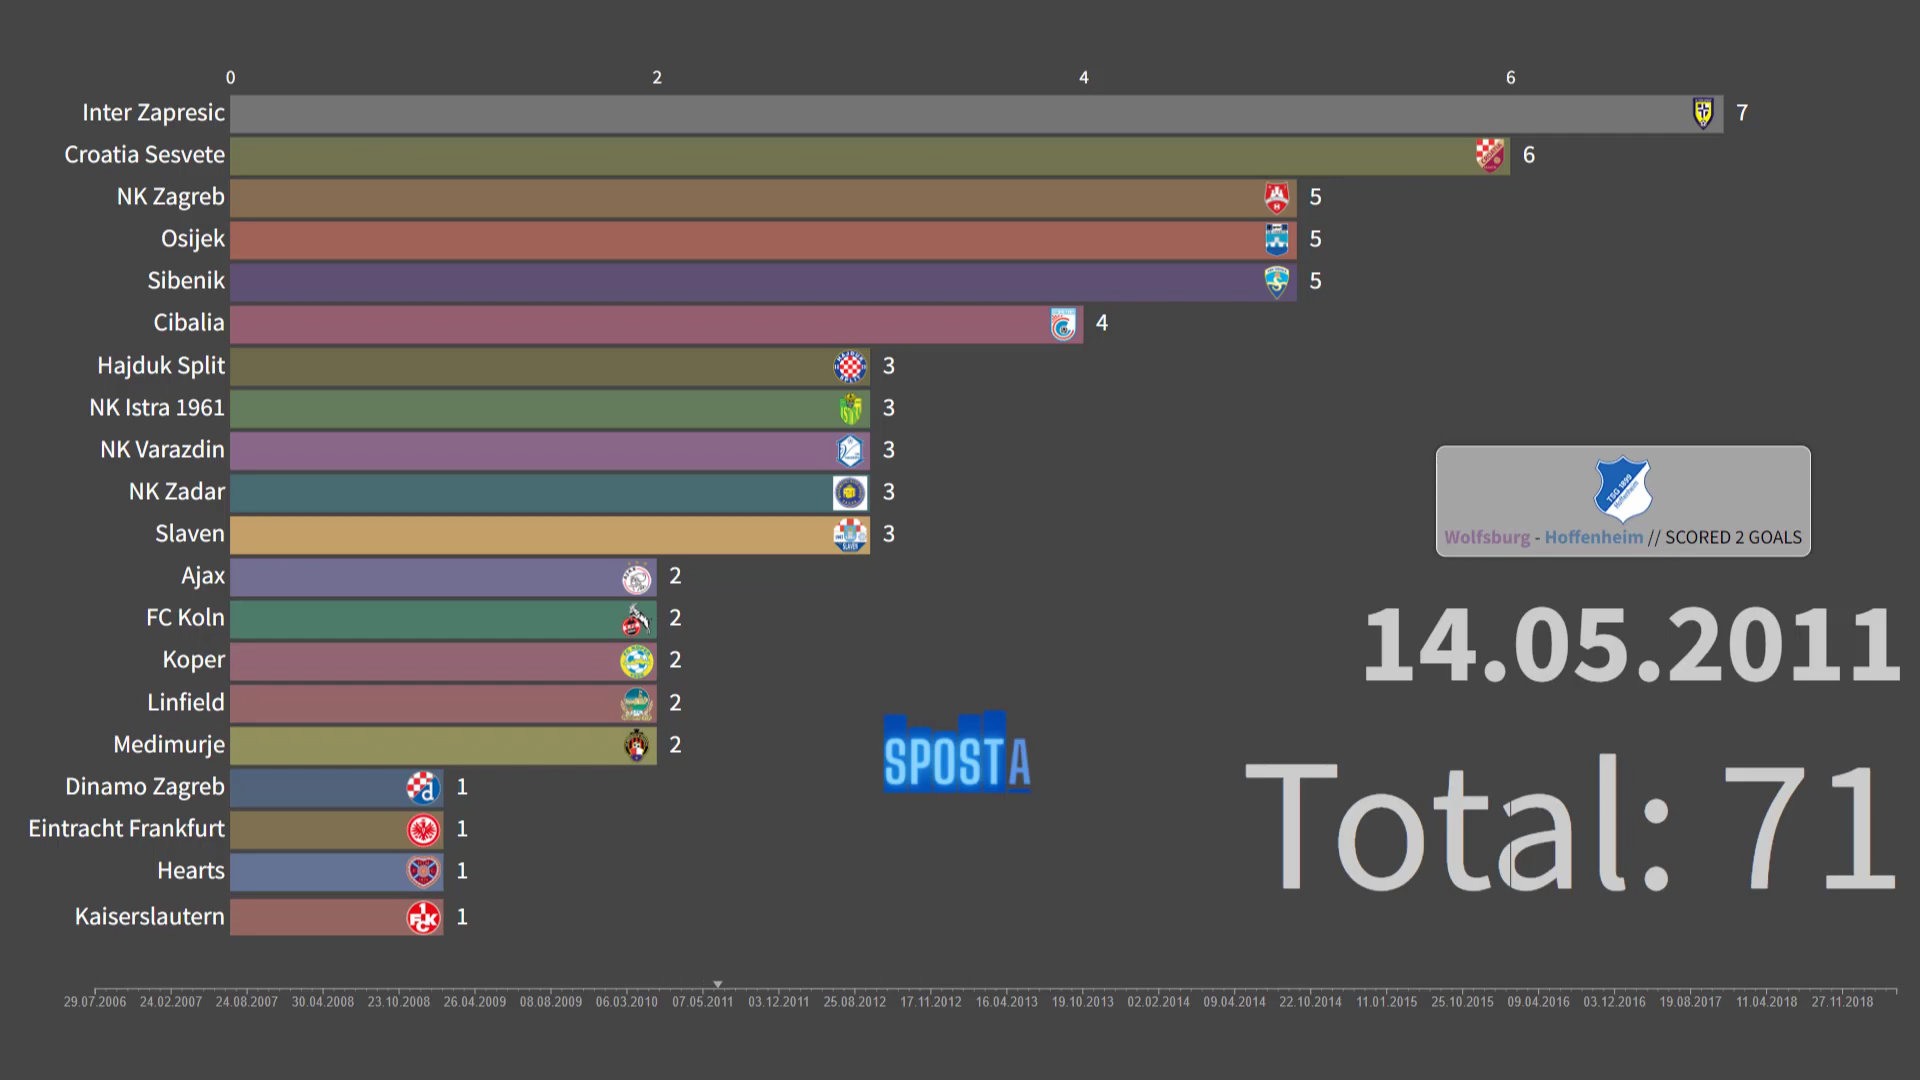 0 2 4 6
Inter Zapresic 7
Croatia Sesvete 6
NK Zagreb 5
Osijek 5
Sibenik 5
Cibalia 4
Hajduk Split 3
NK Istra 1961 3
NK Varazdin 3
NK Zadar 3
Slaven 3
Ajax 2
FC Koln 2
Koper 2
Linfield 2
Medimurje 2
Dinamo Zagreb 1
Eintracht Frankfurt 1
Hearts 1
Kaiserslautern 1
TSG 1899
Hoffenheim
Wolfsburg - Hoffenheim // SCORED 2 GOALS
14.05.2011
SPOSTA
Total: 71
29.07.2006 24.02.2007 24.08.2007 30.04.2008 23.10.2008 26.04.2009 08.08.2009 06.03.2010 07.05.2011 03.12.2011 25.08.2012 17.11.2012 16.04.2013 19.10.2013 02.02.2014 09.04.2014 22.10.2014 11.01.2015 25.10.2015 09.04.2016 03.12.2016 19.08.2017 11.04.2018 27.11.2018